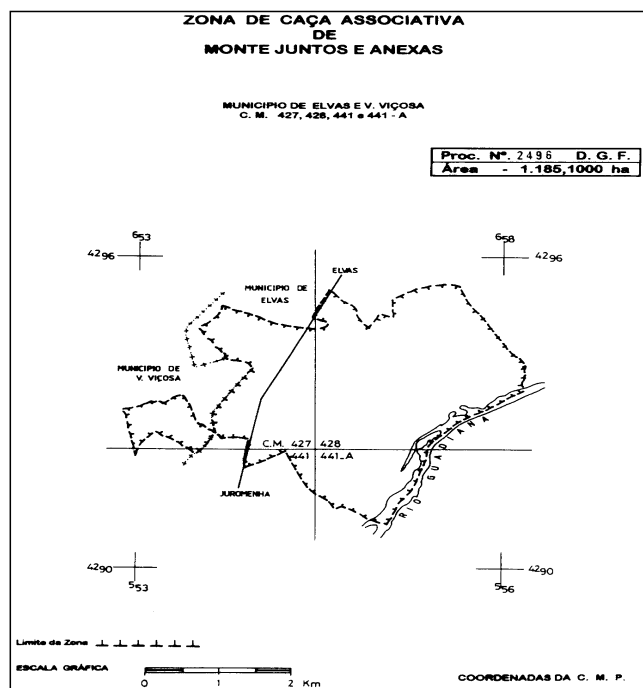 ZONA DE CAÇA ASSOCIATIVA
DE
MONTE JUNTOS E ANEXAS
MUNICIPIO DE ELVAS E V. VIÇOSA
C. M. 427, 428, 441 e 441 - A
Proc. Nº. 2496 D. G. F.
Área - 1.185,1000 ha
653
4296
658
4296
ELVAS
MUNICIPIO DE
ELVAS
MUNICIPIO DE
V. VIÇOSA
C. M. 427 428
441 441-A
JUROMENHA
RIO GUADIANA
4290
553
4290
556
Limite da Zona
ESCALA GRÁFICA
0 1 2 Km
COORDENADAS DA C. M. P.